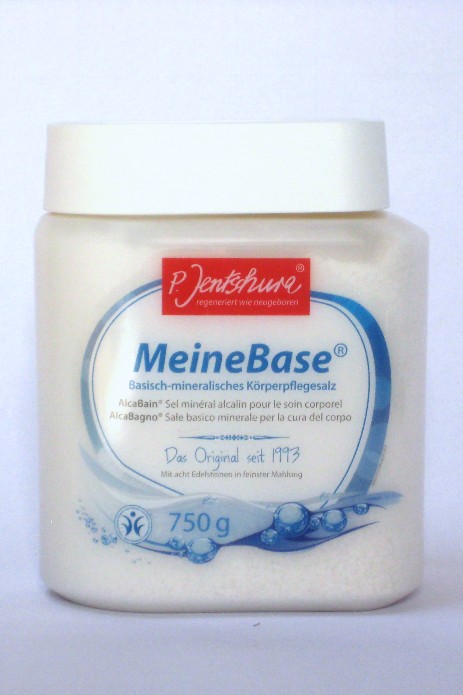 P. Jentschura®
regeneriert wie neugeboren
MeineBase®
Basisch-mineralisches Körperpflegesalz
AlcaBain® Sel minéral alcalin pour le soin corporel
AlcaBagno® Sale basico minerale per la cura del corpo
Das Original seit 1993
Mit acht Edelsteinen in feinster Mahlung
750 g